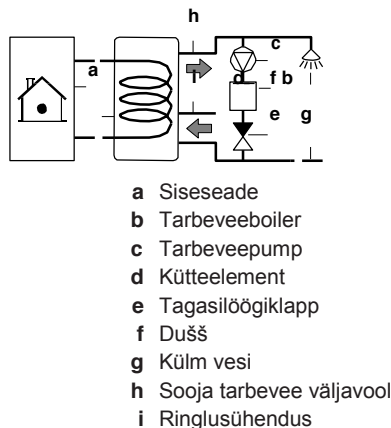 h
c
a i d f b
e g
a Siseseade
b Tarbeveeboiler
c Tarbeveepump
d Kütteelement
e Tagasilöögiklapp
f Dušš
g Külm vesi
h Sooja tarbevee väljavool
i Ringlusühendus